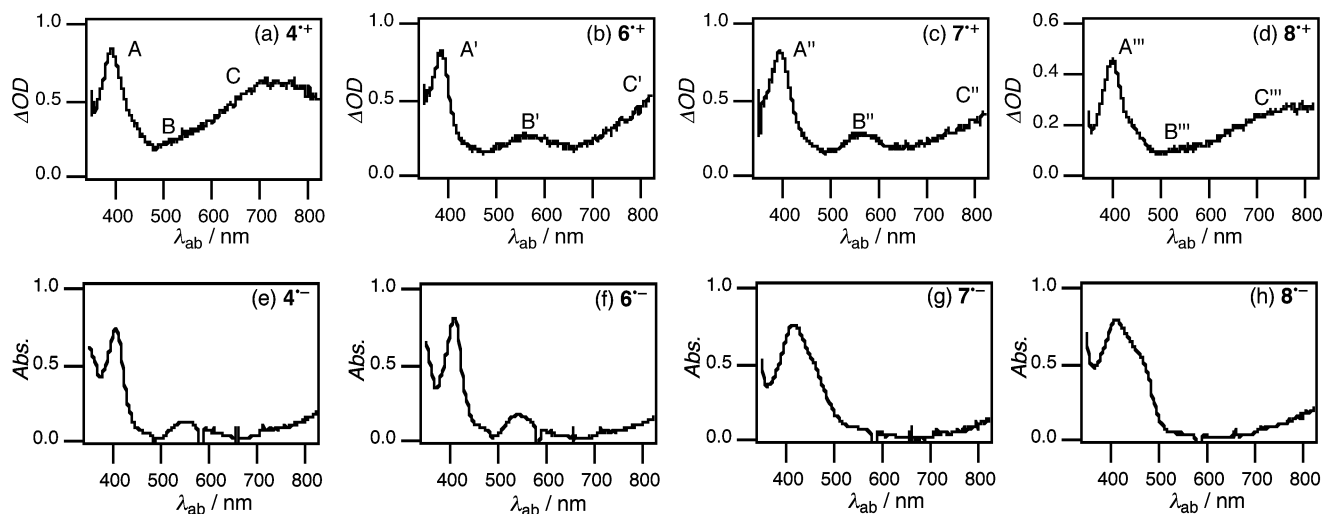 (a) 4•+
A
B
C
1.0
0.5
0.0
ΔOD
400 500 600 700 800
λab / nm
(b) 6•+
A'
B'
C'
1.0
0.5
0.0
ΔOD
400 500 600 700 800
λab / nm
(c) 7•+
A''
B''
C''
1.0
0.5
0.0
ΔOD
400 500 600 700 800
λab / nm
(d) 8•+
A'''
B'''
C'''
0.6
0.4
0.2
0.0
ΔOD
400 500 600 700 800
λab / nm
(e) 4•−
1.0
0.5
0.0
Abs.
400 500 600 700 800
λab / nm
(f) 6•−
1.0
0.5
0.0
Abs.
400 500 600 700 800
λab / nm
(g) 7•−
1.0
0.5
0.0
Abs.
400 500 600 700 800
λab / nm
(h) 8•−
1.0
0.5
0.0
Abs.
400 500 600 700 800
λab / nm